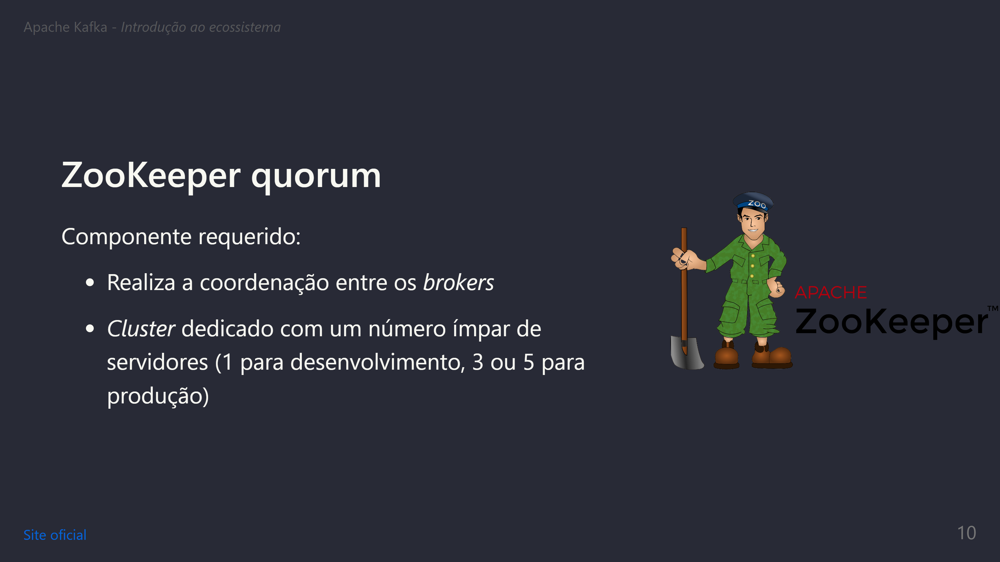 Apache Kafka - Introdução ao ecossistema
ZooKeeper quorum
Componente requerido:
• Realiza a coordenação entre os brokers
• Cluster dedicado com um número ímpar de
servidores (1 para desenvolvimento, 3 ou 5 para
produção)
ZOO
APACHE
ZooKeeper™
Site oficial
10